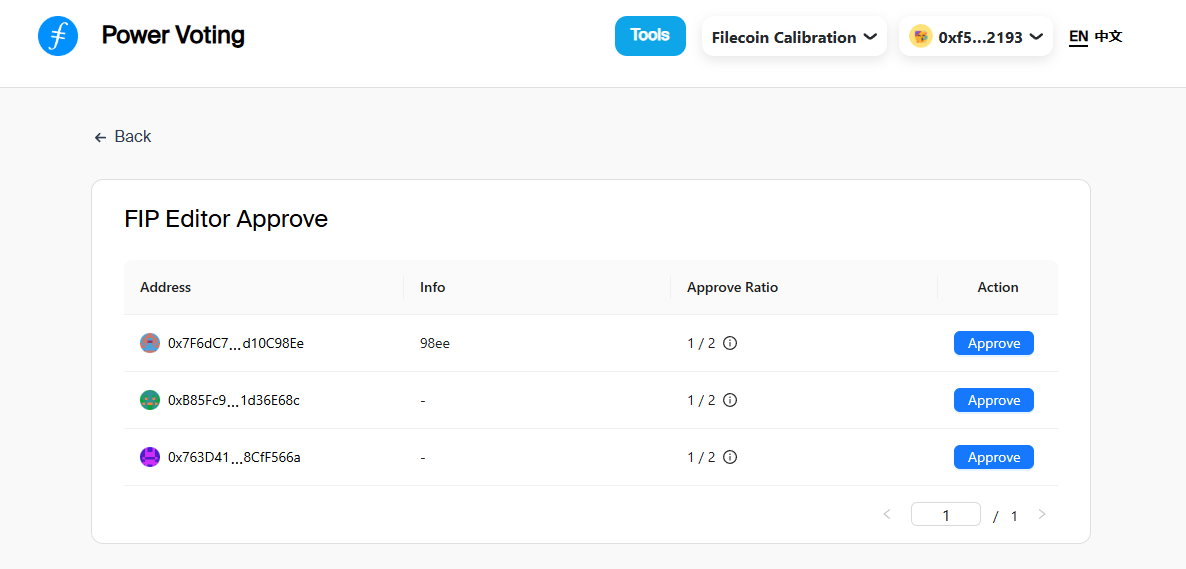 Power Voting
Tools
Filecoin Calibration
0xf5...2193
EN 中文
← Back
FIP Editor Approve
Address Info Approve Ratio Action
0x7F6dC7...d10C98Ee 98ee 1 / 2 Approve
0xB85Fc9...1d36E68c - 1 / 2 Approve
0x763D41...8CfF566a - 1 / 2 Approve
< 1 / 1 >